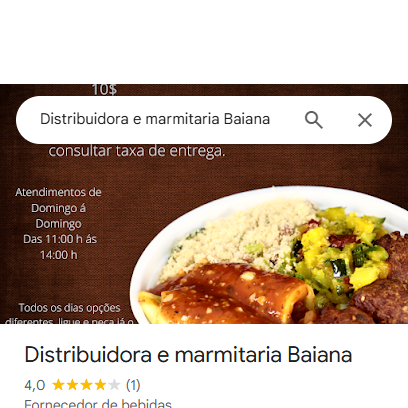 10$
Distribuidora e marmitaria Baiana
consultar taxa de entrega.
Atendimentos de
Domingo á
Domingo
Das 11:00 h ás
14:00 h
Todos os dias opções
diferentes, ligue e peça já o
Distribuidora e marmitaria Baiana
4,0 (1)
Fornecedor de bebidas